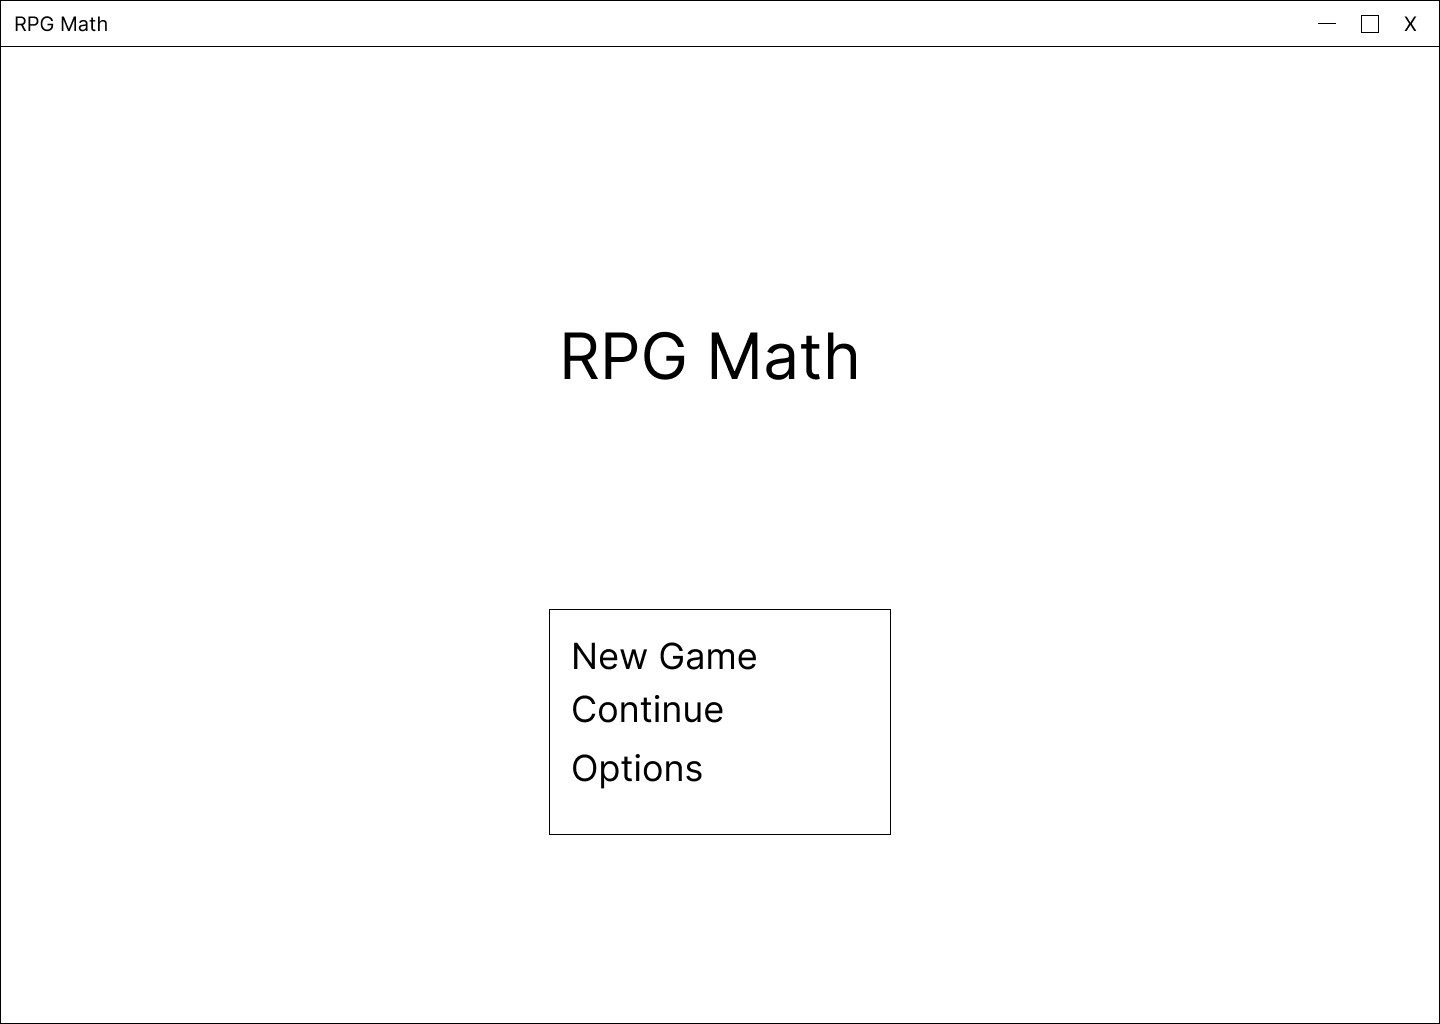 RPG Math
X
RPG Math
New Game
Continue
Options